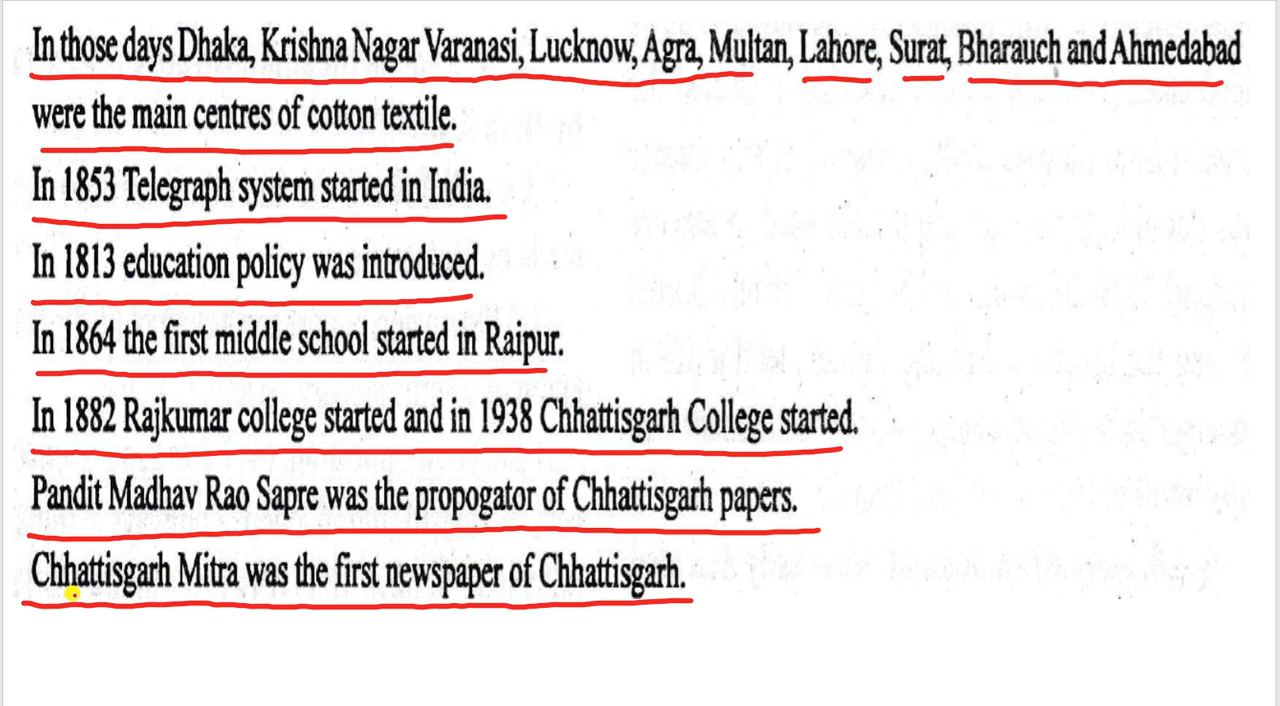 In those days Dhaka, Krishna Nagar Varanasi, Lucknow, Agra, Multan, Lahore, Surat, Bharauch and Ahmedabad
were the main centres of cotton textile.
In 1853 Telegraph system started in India.
In 1813 education policy was introduced.
In 1864 the first middle school started in Raipur.
In 1882 Rajkumar college started and in 1938 Chhattisgarh College started.
Pandit Madhav Rao Sapre was the propogator of Chhattisgarh papers.
Chhattisgarh Mitra was the first newspaper of Chhattisgarh.